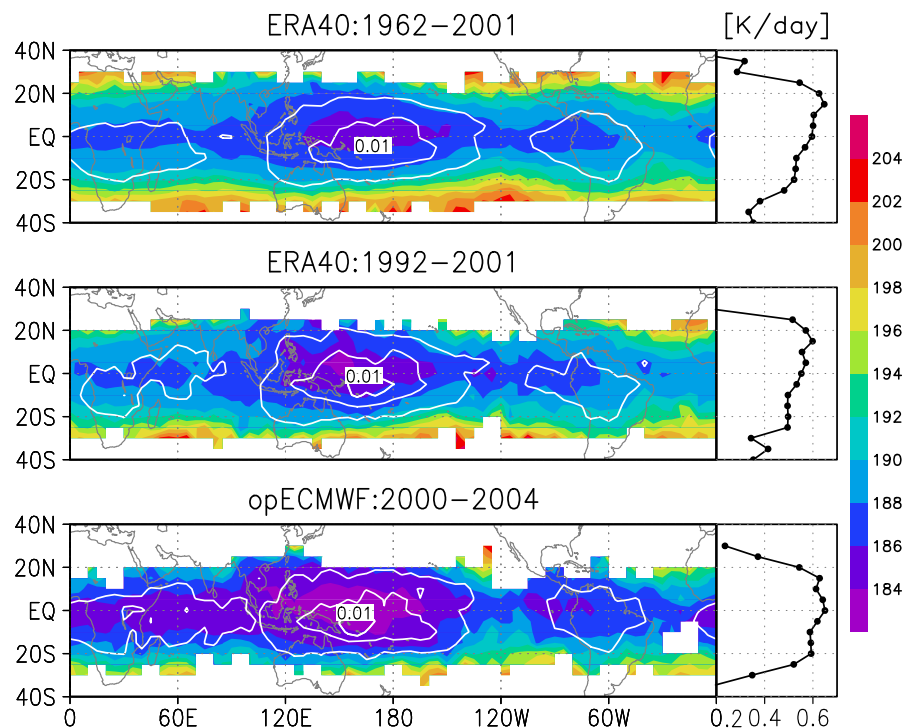 ERA40:1962−2001 [K/day]
40N
20N
EQ
20S
40S
0.01
ERA40:1992−2001
40N
20N
EQ
20S
40S
0.01
opECMWF:2000−2004
40N
20N
EQ
20S
40S
0.01
0 60E 120E 180 120W 60W 0.2 0.4 0.6
204
202
200
198
196
194
192
190
188
186
184